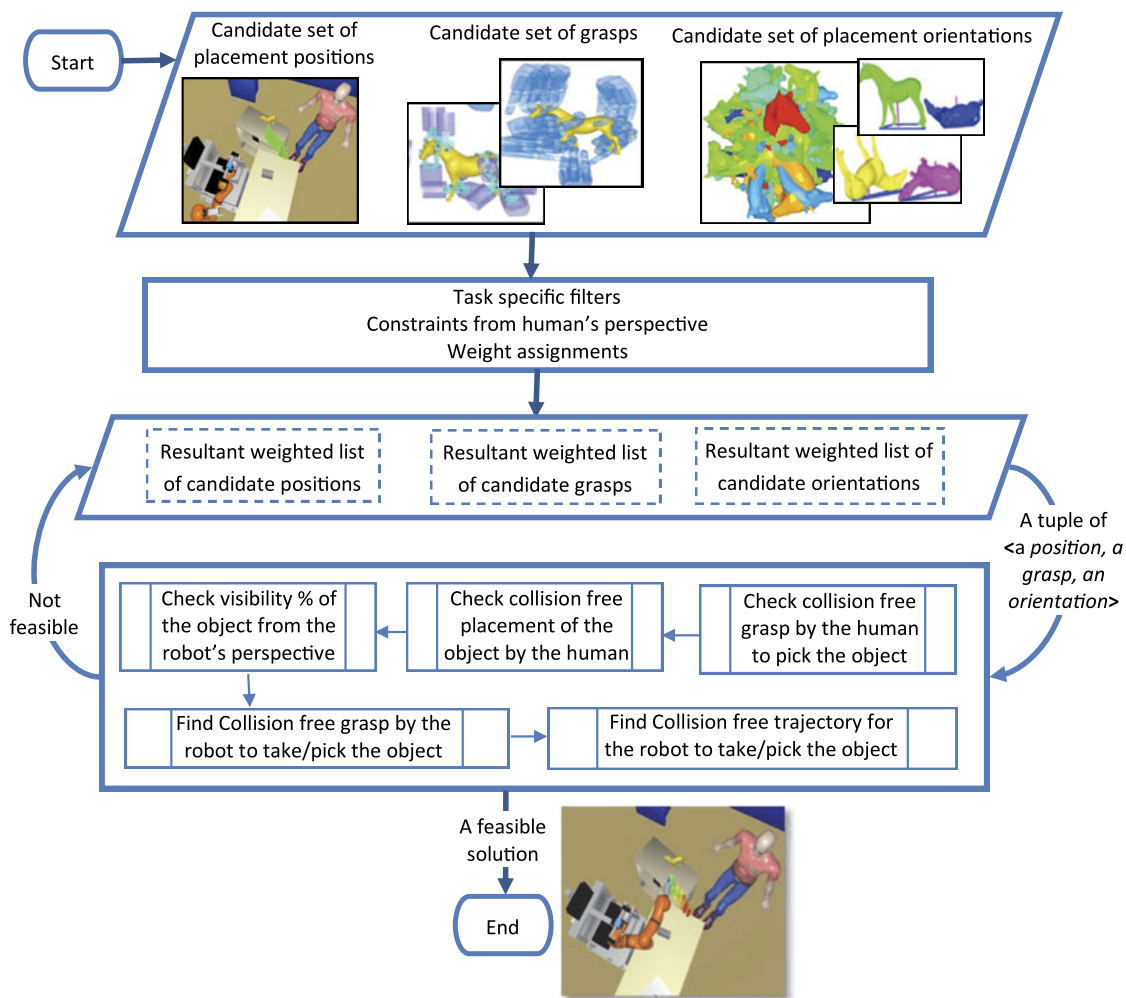 Start
Candidate set of
placement positions
Candidate set of grasps
Candidate set of placement orientations
Task specific filters
Constraints from human's perspective
Weight assignments
Resultant weighted list
of candidate positions
Resultant weighted list
of candidate grasps
Resultant weighted list of
candidate orientations
A tuple of
<a position, a
grasp, an
orientation>
Not
feasible
Check visibility % of
the object from the
robot's perspective
Check collision free
placement of the
object by the human
Check collision free
grasp by the human
to pick the object
Find Collision free grasp by the
robot to take/pick the object
Find Collision free trajectory for
the robot to take/pick the object
A feasible
solution
End